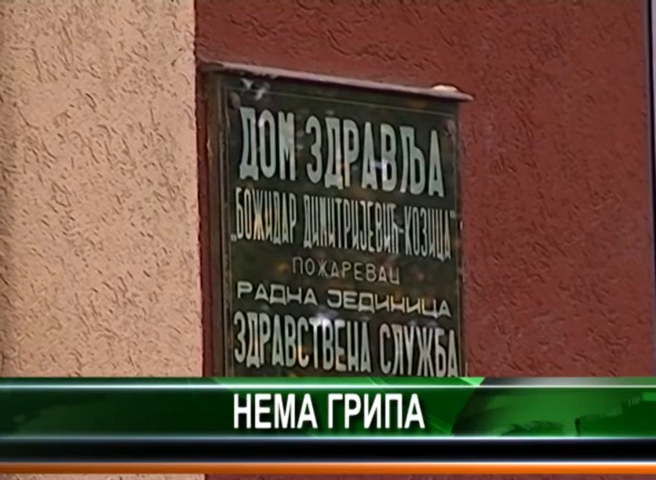 ДОМ ЗДРАВЉА
„БОЖИДАР ДИМИТРИЈЕВИЋ-КОЗИЦА"
ПОЖАРЕВАЦ
РАДНА ЈЕДИНИЦА
ЗДРАВСТВЕНА СЛУЖБА
НЕМА ГРИПА